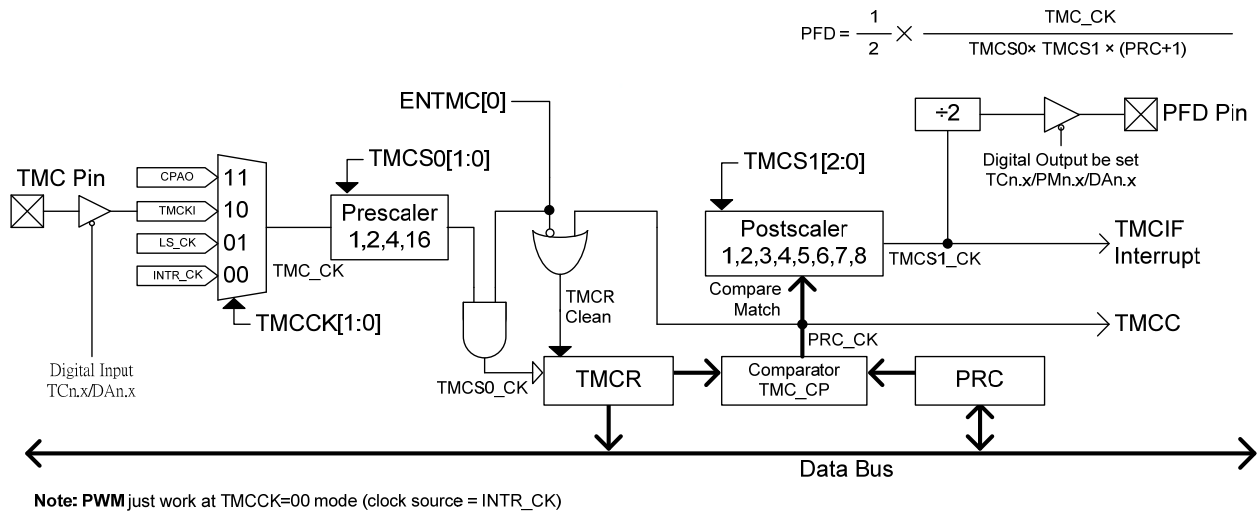 PFD = 1/2 × TMC_CK / TMCS0× TMCS1 × (PRC+1)
ENTMC[0]
÷2
PFD Pin
TMCS0[1:0]
TMCS1[2:0]
Digital Output be set
TCn.x/PMn.x/DAn.x
TMC Pin
CPAO 11
TMCKI 10
LS_CK 01
INTR_CK 00
TMC_CK
TMCCK[1:0]
Prescaler
1,2,4,16
Postscaler
1,2,3,4,5,6,7,8
TMCS1_CK
TMCIF
Interrupt
TMCR
Clean
Compare
Match
TMCC
PRC_CK
Digital Input
TCn.x/DAn.x
TMCS0_CK
TMCR
Comparator
TMC_CP
PRC
Data Bus
Note: PWM just work at TMCCK=00 mode (clock source = INTR_CK)